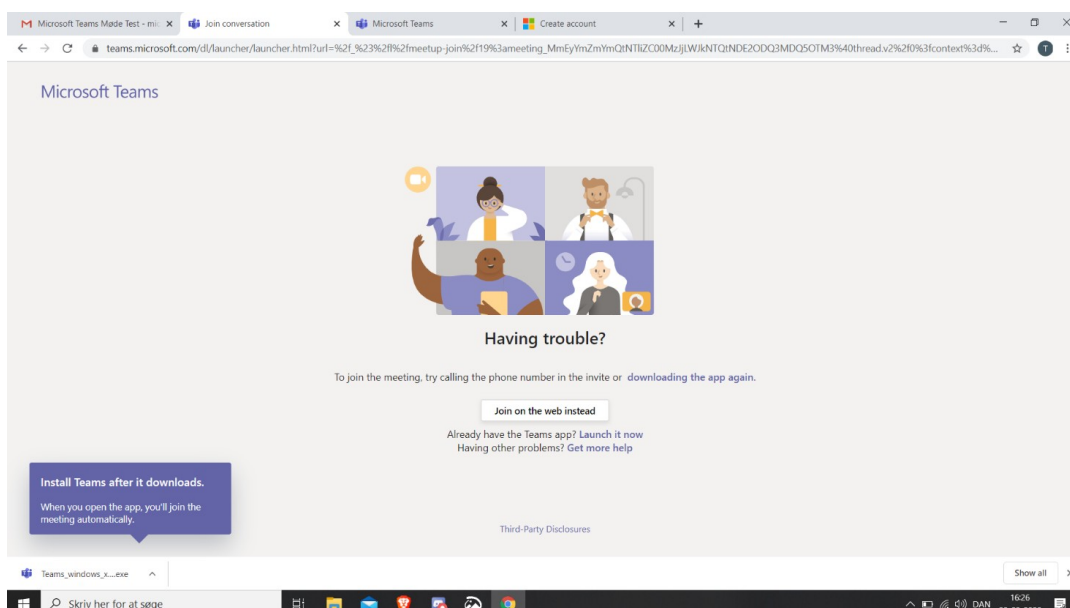 Microsoft Teams Møde Test - mic
Join conversation
Microsoft Teams
Create account
teams.microsoft.com/dl/launcher/launcher.html?url=%2f_%23%2fl%2fmeetup-join%2f19%3ameeting_MmEyYmZmYmQtNTliZC00MzJjLWJkNTQtNDE2ODQ3MDQ5OTM3%40thread.v2%2f0%3fcontext%3d%...
T
Microsoft Teams
Having trouble?
To join the meeting, try calling the phone number in the invite or downloading the app again.
Join on the web instead
Already have the Teams app? Launch it now
Having other problems? Get more help
Install Teams after it downloads.
When you open the app, you'll join the
meeting automatically.
Third-Party Disclosures
Teams_windows_x....exe
Show all
Skriv her for at søge
DAN
16:26